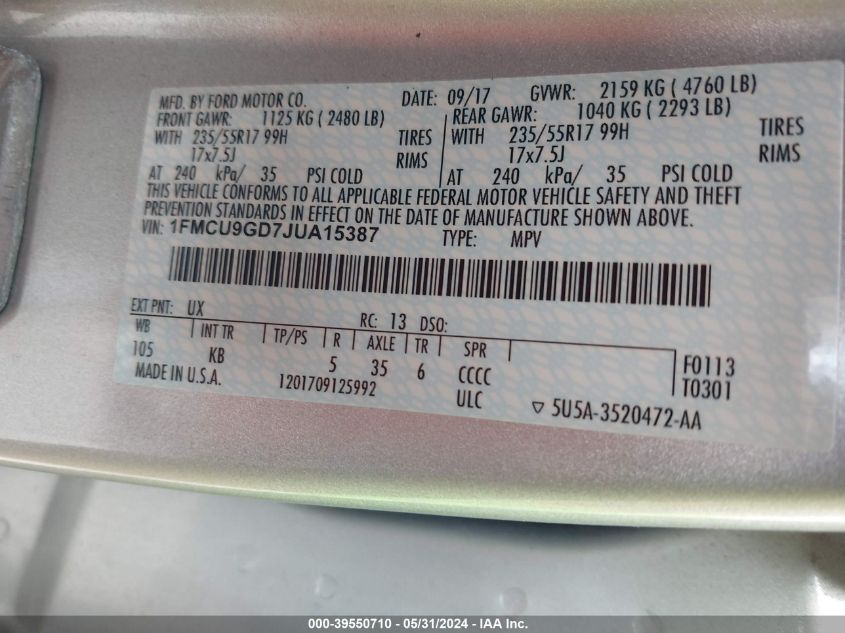 MFD. BY FORD MOTOR CO. DATE: 09/17 GVWR: 2159 KG ( 4760 LB)
FRONT GAWR: 1125 KG ( 2480 LB) REAR GAWR: 1040 KG ( 2293 LB)
WITH 235/55R17 99H TIRES WITH 235/55R17 99H TIRES
17x7.5J RIMS 17x7.5J RIMS
AT 240 kPa/ 35 PSI COLD AT 240 kPa/ 35 PSI COLD
THIS VEHICLE CONFORMS TO ALL APPLICABLE FEDERAL MOTOR VEHICLE SAFETY AND THEFT
PREVENTION STANDARDS IN EFFECT ON THE DATE OF MANUFACTURE SHOWN ABOVE.
VIN: 1FMCU9GD7JUA15387 TYPE: MPV
EXT PNT: UX RC: 13 DSO:
WB INT TR TP/PS R AXLE TR SPR
105 KB 5 35 6 CCCC F0113
MADE IN U.S.A. 1201709125992 ULC T0301
▽ 5U5A-3520472-AA
000-39550710 - 05/31/2024 - IAA Inc.